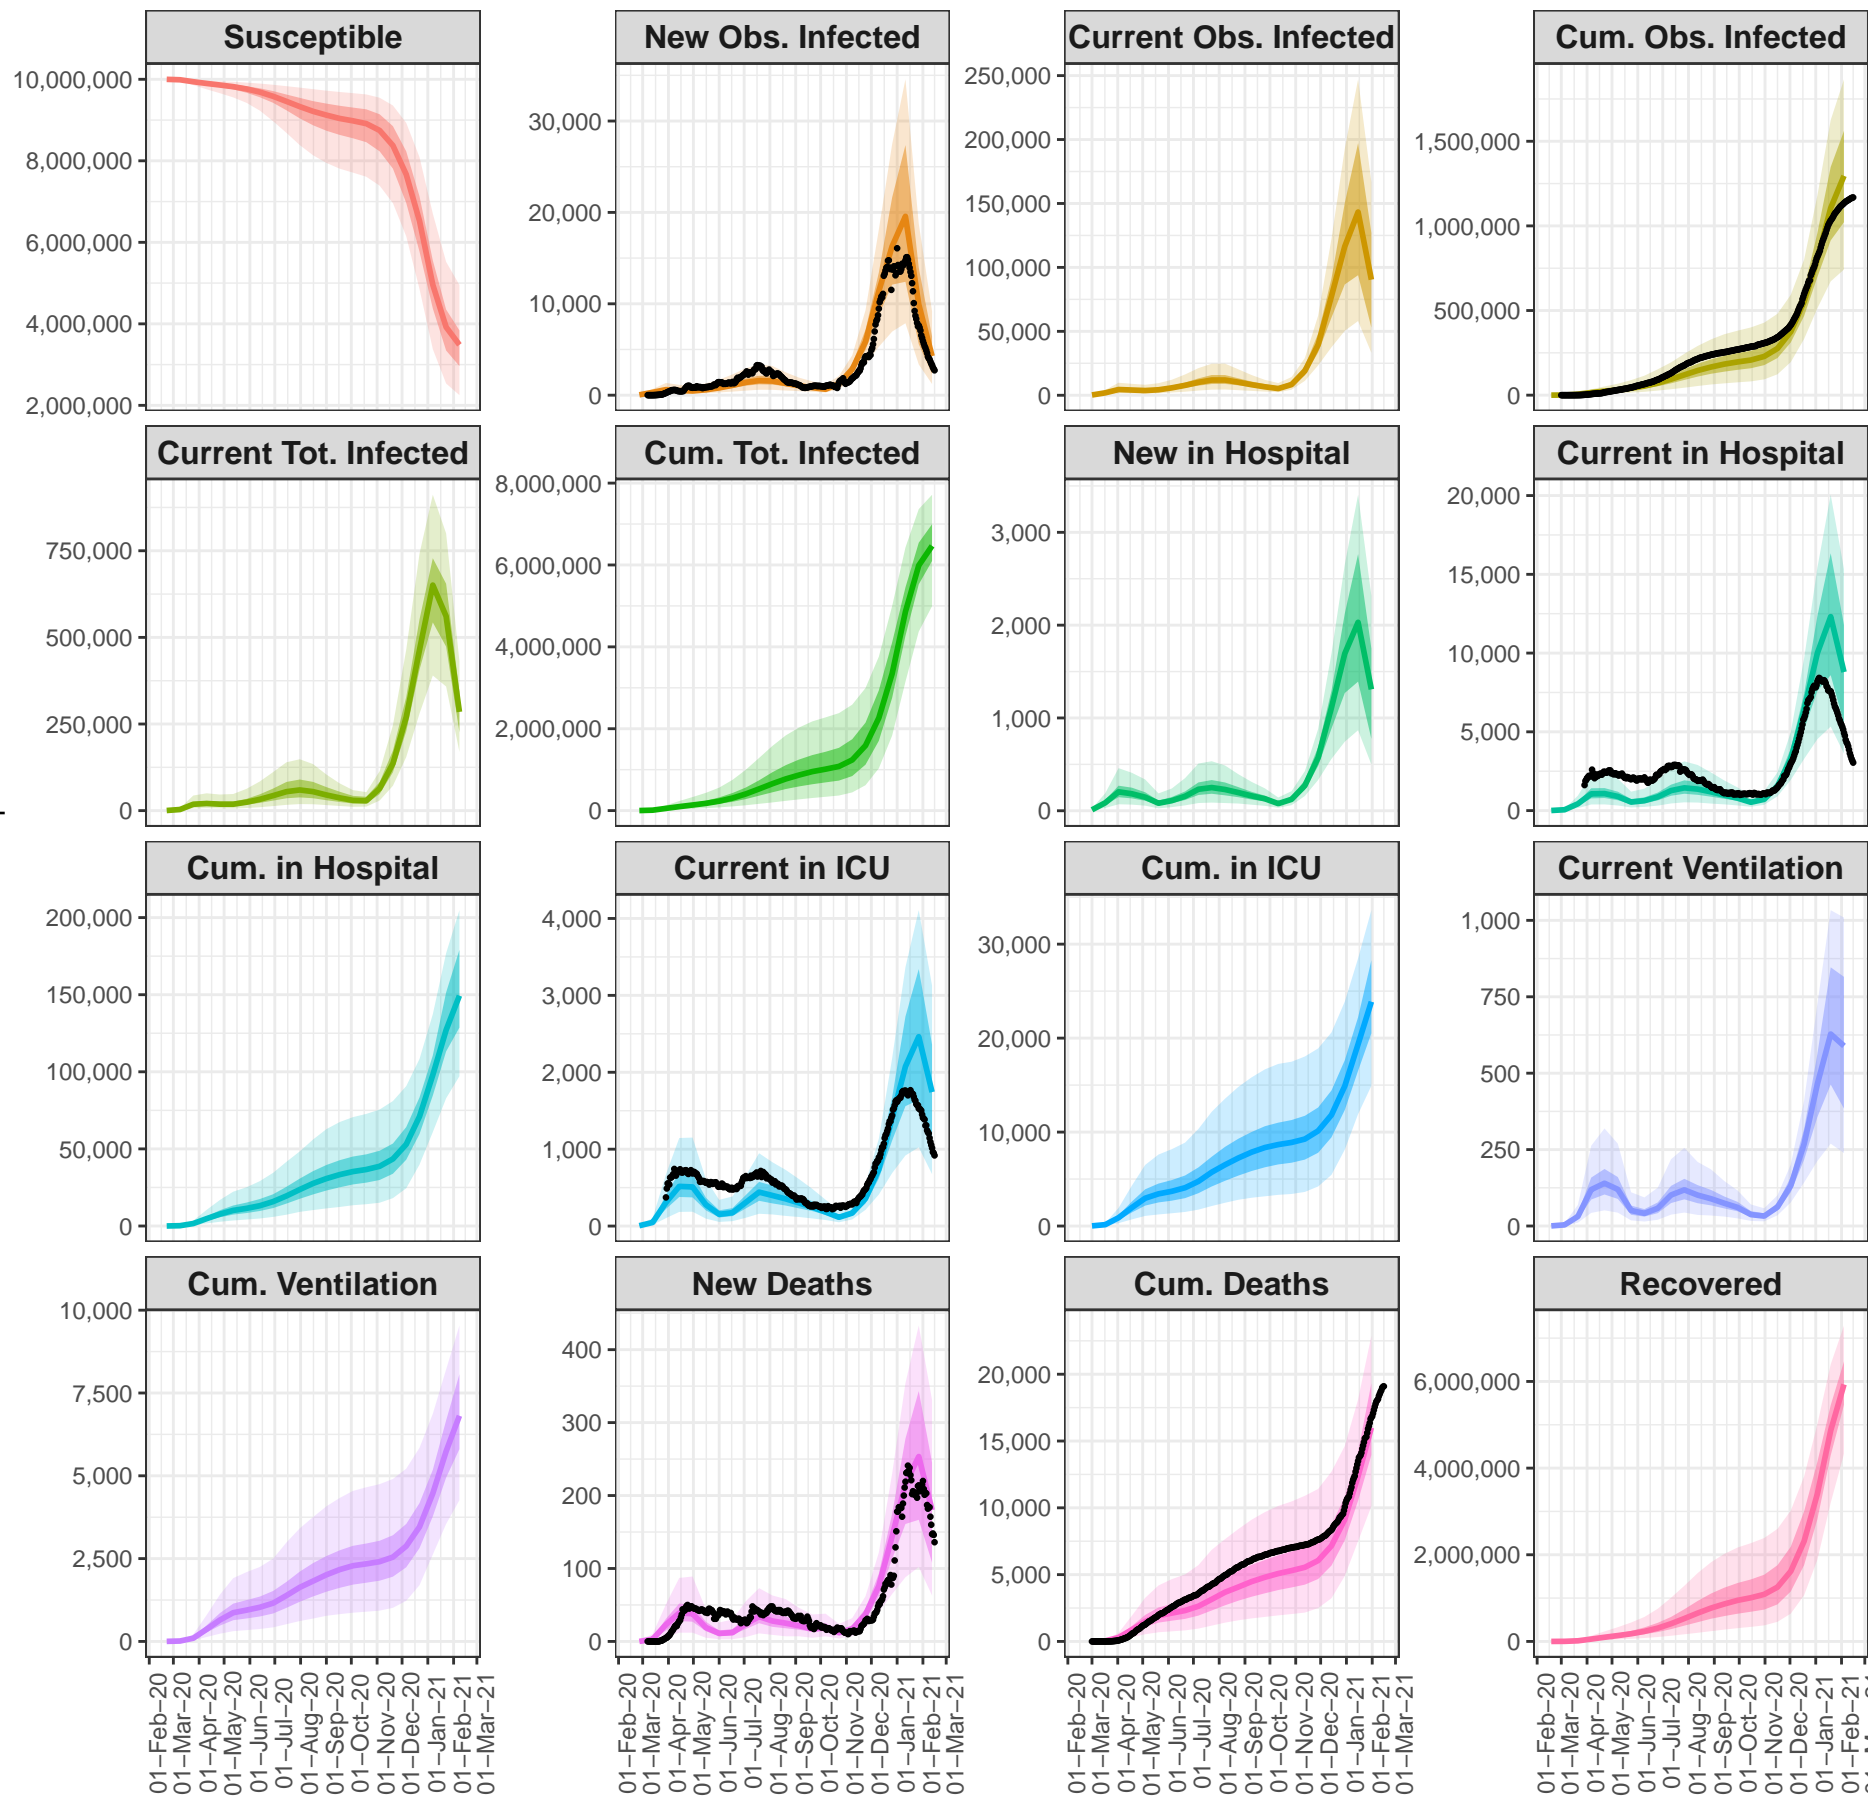 Susceptible
New Obs. Infected
Current Obs. Infected
Cum. Obs. Infected
10,000,000
8,000,000
6,000,000
4,000,000
2,000,000
30,000
20,000
10,000
0
250,000
200,000
150,000
100,000
50,000
0
1,500,000
1,000,000
500,000
0
Current Tot. Infected
Cum. Tot. Infected
New in Hospital
Current in Hospital
750,000
500,000
250,000
0
8,000,000
6,000,000
4,000,000
2,000,000
0
3,000
2,000
1,000
0
20,000
15,000
10,000
5,000
0
Cum. in Hospital
Current in ICU
Cum. in ICU
Current Ventilation
200,000
150,000
100,000
50,000
0
4,000
3,000
2,000
1,000
0
30,000
20,000
10,000
0
1,000
750
500
250
0
Cum. Ventilation
New Deaths
Cum. Deaths
Recovered
10,000
7,500
5,000
2,500
0
400
300
200
100
0
20,000
15,000
10,000
5,000
0
6,000,000
4,000,000
2,000,000
0
01−Feb−20
01−Mar−20
01−Apr−20
01−May−20
01−Jun−20
01−Jul−20
01−Aug−20
01−Sep−20
01−Oct−20
01−Nov−20
01−Dec−20
01−Jan−21
01−Feb−21
01−Mar−21
01−Feb−20
01−Mar−20
01−Apr−20
01−May−20
01−Jun−20
01−Jul−20
01−Aug−20
01−Sep−20
01−Oct−20
01−Nov−20
01−Dec−20
01−Jan−21
01−Feb−21
01−Mar−21
01−Feb−20
01−Mar−20
01−Apr−20
01−May−20
01−Jun−20
01−Jul−20
01−Aug−20
01−Sep−20
01−Oct−20
01−Nov−20
01−Dec−20
01−Jan−21
01−Feb−21
01−Mar−21
01−Feb−20
01−Mar−20
01−Apr−20
01−May−20
01−Jun−20
01−Jul−20
01−Aug−20
01−Sep−20
01−Oct−20
01−Nov−20
01−Dec−20
01−Jan−21
01−Feb−21